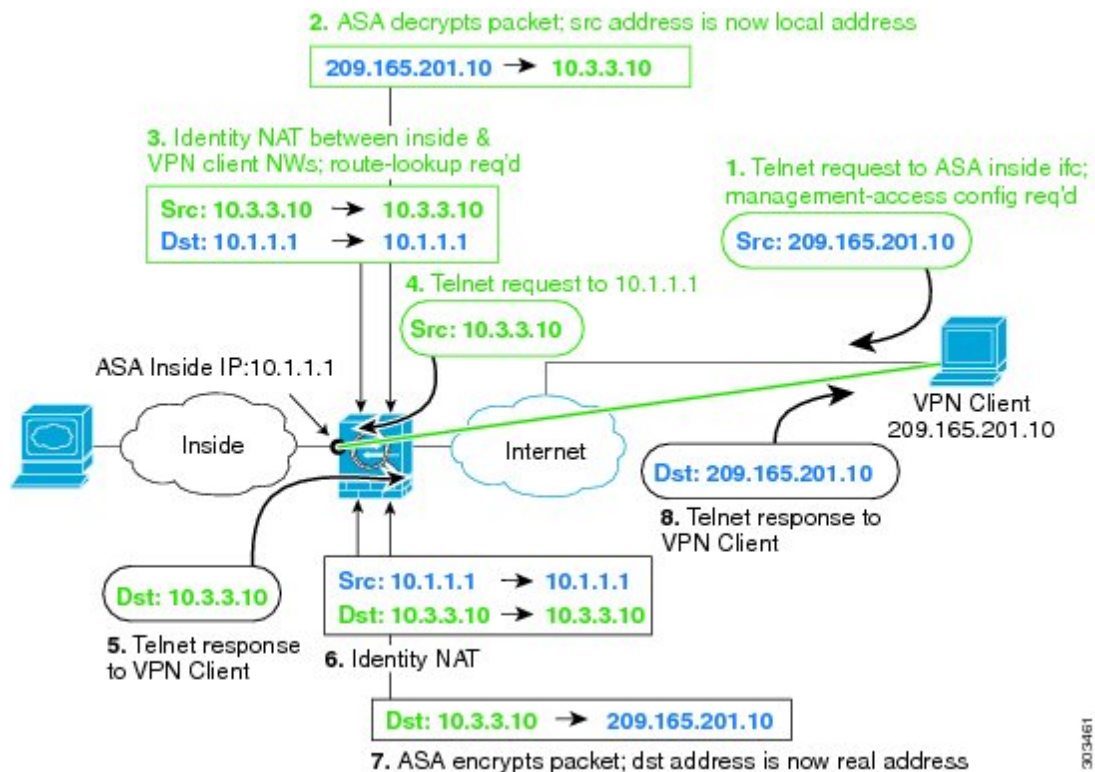 2. ASA decrypts packet; src address is now local address
209.165.201.10 → 10.3.3.10
3. Identity NAT between inside &
VPN client NWs; route-lookup req'd
Src: 10.3.3.10 → 10.3.3.10
Dst: 10.1.1.1 → 10.1.1.1
1. Telnet request to ASA inside ifc;
management-access config req'd
Src: 209.165.201.10
4. Telnet request to 10.1.1.1
Src: 10.3.3.10
ASA Inside IP:10.1.1.1
Inside
Internet
VPN Client
209.165.201.10
Dst: 209.165.201.10
8. Telnet response to
VPN Client
Dst: 10.3.3.10
5. Telnet response
to VPN Client
Src: 10.1.1.1 → 10.1.1.1
Dst: 10.3.3.10 → 10.3.3.10
6. Identity NAT
Dst: 10.3.3.10 → 209.165.201.10
7. ASA encrypts packet; dst address is now real address
303461